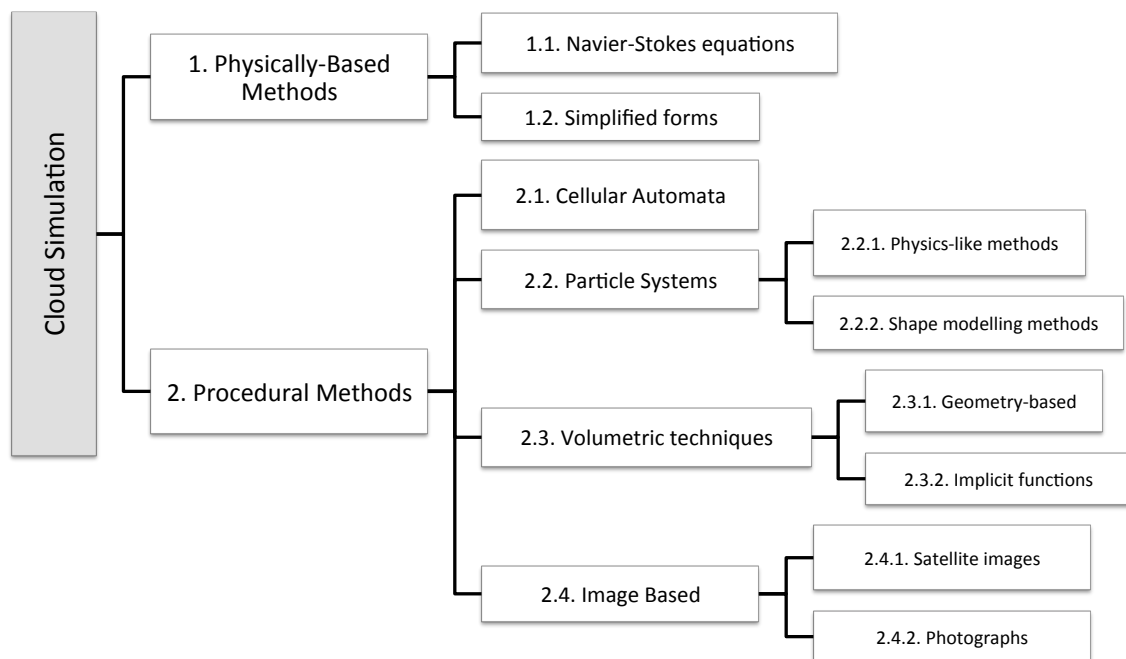 Cloud Simulation
1. Physically-Based
Methods
1.1. Navier-Stokes equations
1.2. Simplified forms
2. Procedural Methods
2.1. Cellular Automata
2.2. Particle Systems
2.2.1. Physics-like methods
2.2.2. Shape modelling methods
2.3. Volumetric techniques
2.3.1. Geometry-based
2.3.2. Implicit functions
2.4. Image Based
2.4.1. Satellite images
2.4.2. Photographs